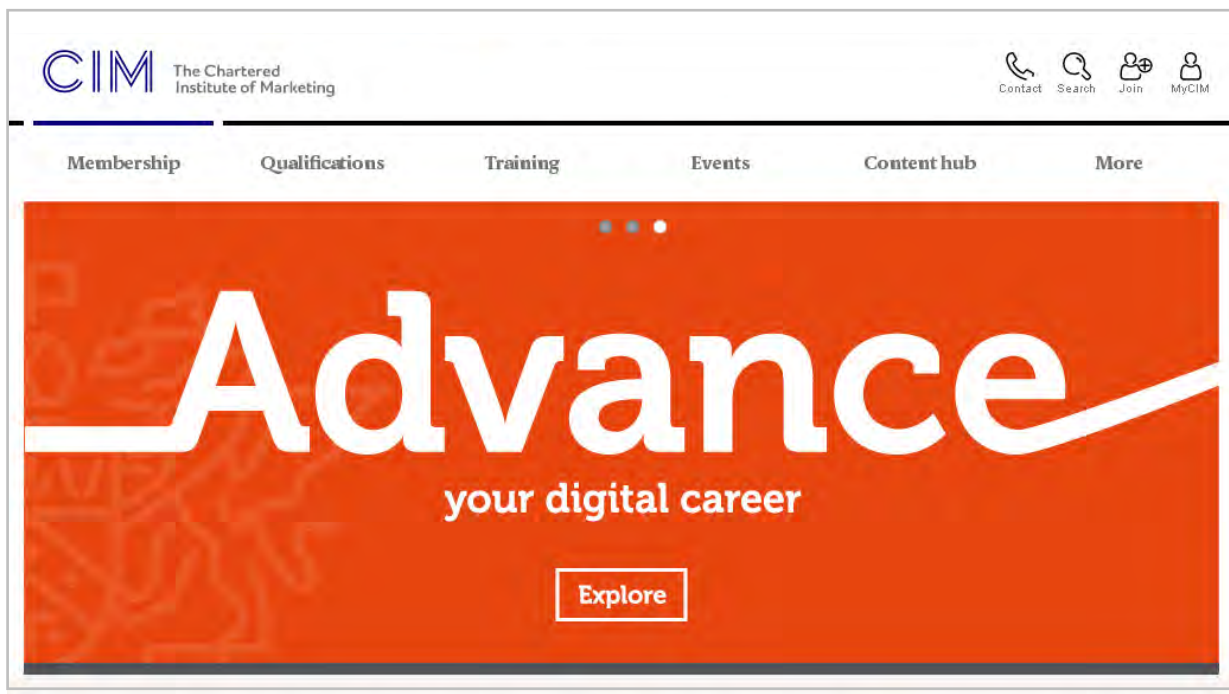 CIM
The Chartered
Institute of Marketing
Contact Search Join MyCIM
Membership Qualifications Training Events Content hub More
Advance
your digital career
Explore